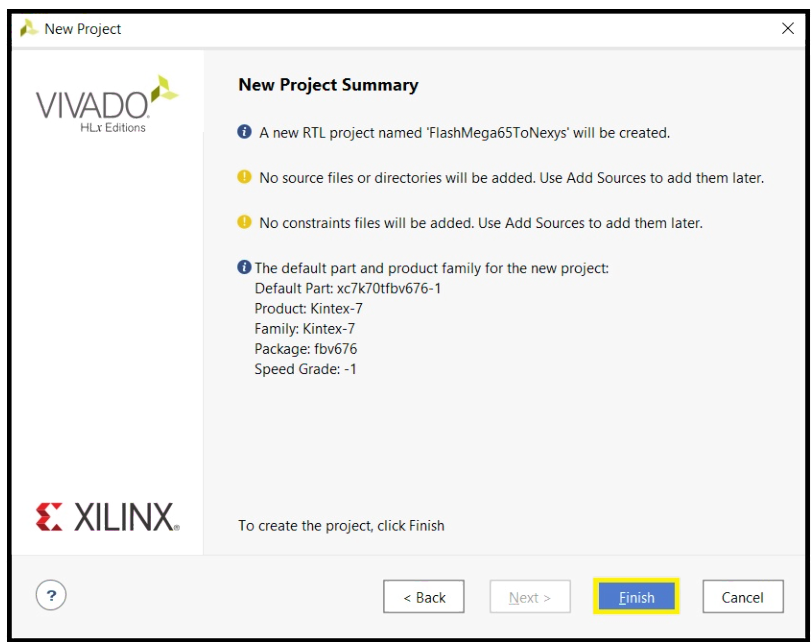 New Project
VIVADO
HLx Editions
New Project Summary
A new RTL project named 'FlashMega65ToNexys' will be created.
No source files or directories will be added. Use Add Sources to add them later.
No constraints files will be added. Use Add Sources to add them later.
The default part and product family for the new project:
Default Part: xc7k70tfbv676-1
Product: Kintex-7
Family: Kintex-7
Package: fbv676
Speed Grade: -1
XILINX
To create the project, click Finish
?
< Back
Next >
Finish
Cancel